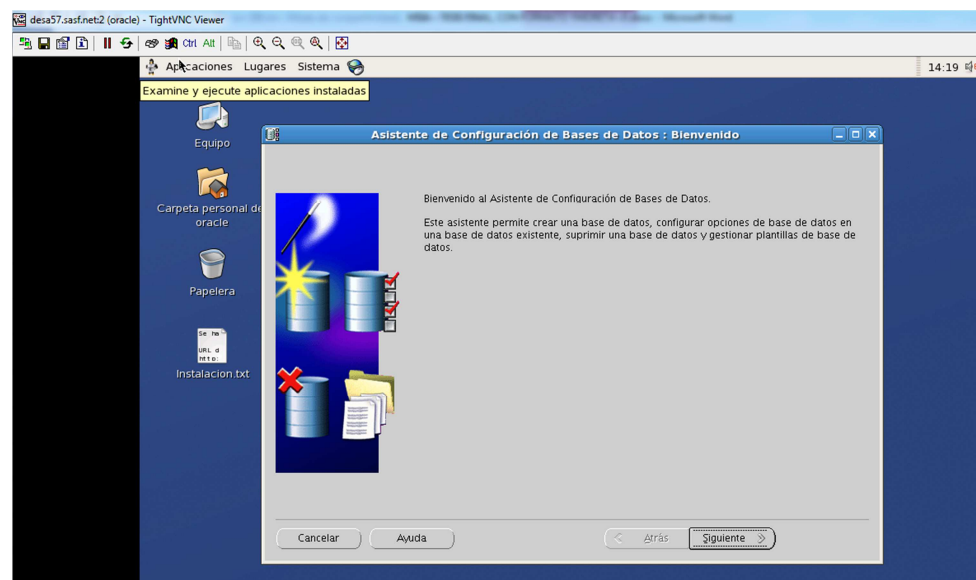 desa57.sasf.net:2 (oracle) - TightVNC Viewer
Ctrl Alt
Aplicaciones Lugares Sistema
14:19
Examine y ejecute aplicaciones instaladas
Equipo
Carpeta personal de
oracle
Papelera
Se ha
URL d
http:
Instalacion.txt
Asistente de Configuración de Bases de Datos : Bienvenido
Bienvenido al Asistente de Configuración de Bases de Datos.
Este asistente permite crear una base de datos, configurar opciones de base de datos en
una base de datos existente, suprimir una base de datos y gestionar plantillas de base de
datos.
Cancelar
Ayuda
Atrás
Siguiente